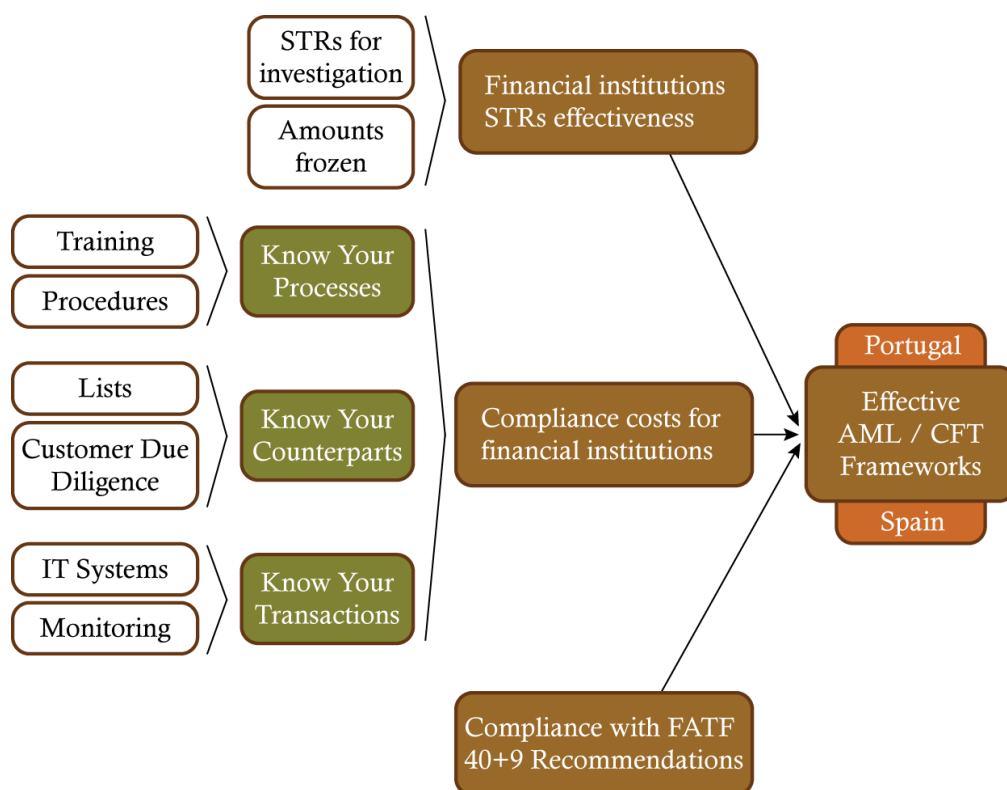 STRs for
investigation
Amounts
frozen
Financial institutions
STRs effectiveness
Training
Procedures
Know Your
Processes
Lists
Customer Due
Diligence
Know Your
Counterparts
IT Systems
Monitoring
Know Your
Transactions
Compliance costs for
financial institutions
Compliance with FATF
40+9 Recommendations
Portugal
Effective
AML / CFT
Frameworks
Spain